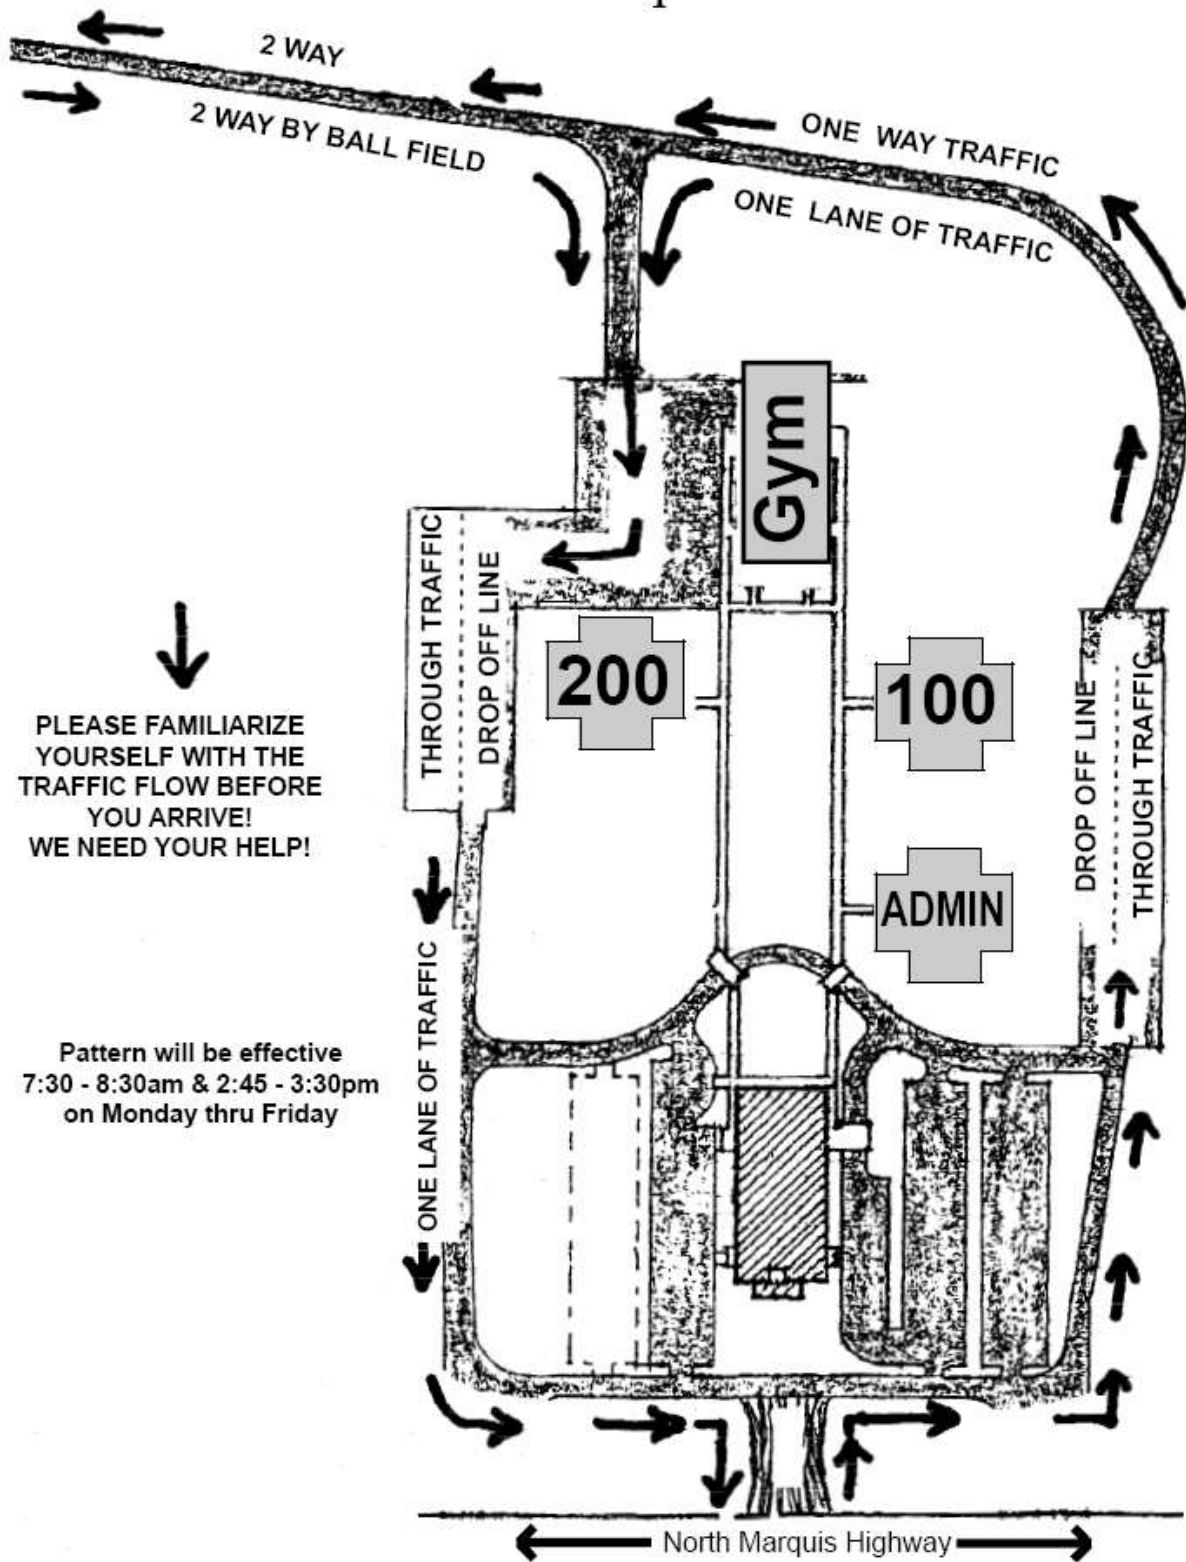 2 WAY
2 WAY BY BALL FIELD
ONE WAY TRAFFIC
ONE LANE OF TRAFFIC
Gym
THROUGH TRAFFIC
DROP OFF LINE
200
100
DROP OFF LINE
THROUGH TRAFFIC
PLEASE FAMILIARIZE
YOURSELF WITH THE
TRAFFIC FLOW BEFORE
YOU ARRIVE!
WE NEED YOUR HELP!
ADMIN
ONE LANE OF TRAFFIC
Pattern will be effective
7:30 - 8:30am & 2:45 - 3:30pm
on Monday thru Friday
North Marquis Highway